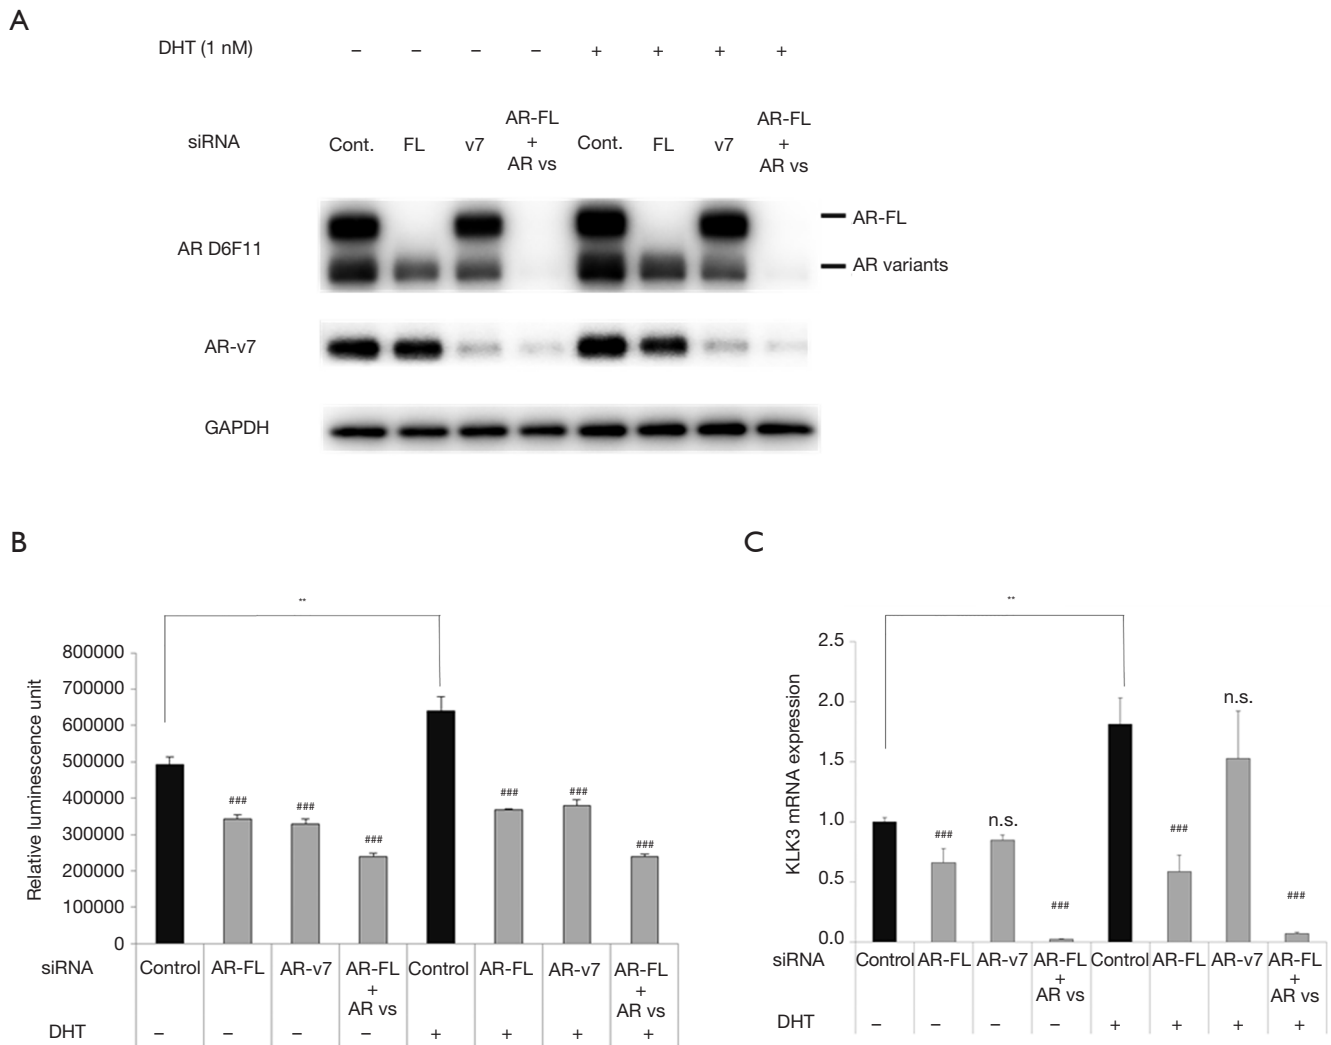 A
DHT (1 nM) – – – – + + + +
siRNA Cont. FL v7 AR-FL + AR vs Cont. FL v7 AR-FL + AR vs
AR D6F11
AR-FL
AR variants
AR-v7
GAPDH
B
**
Relative luminescence unit
800000
700000
600000
500000
400000
300000
200000
100000
0
###
###
###
###
###
###
siRNA Control AR-FL AR-v7 AR-FL + AR vs Control AR-FL AR-v7 AR-FL + AR vs
DHT – – – – + + + +
C
**
KLK3 mRNA expression
2.5
2.0
1.5
1.0
0.5
0.0
###
n.s.
###
###
n.s.
###
siRNA Control AR-FL AR-v7 AR-FL + AR vs Control AR-FL AR-v7 AR-FL + AR vs
DHT – – – – + + + +